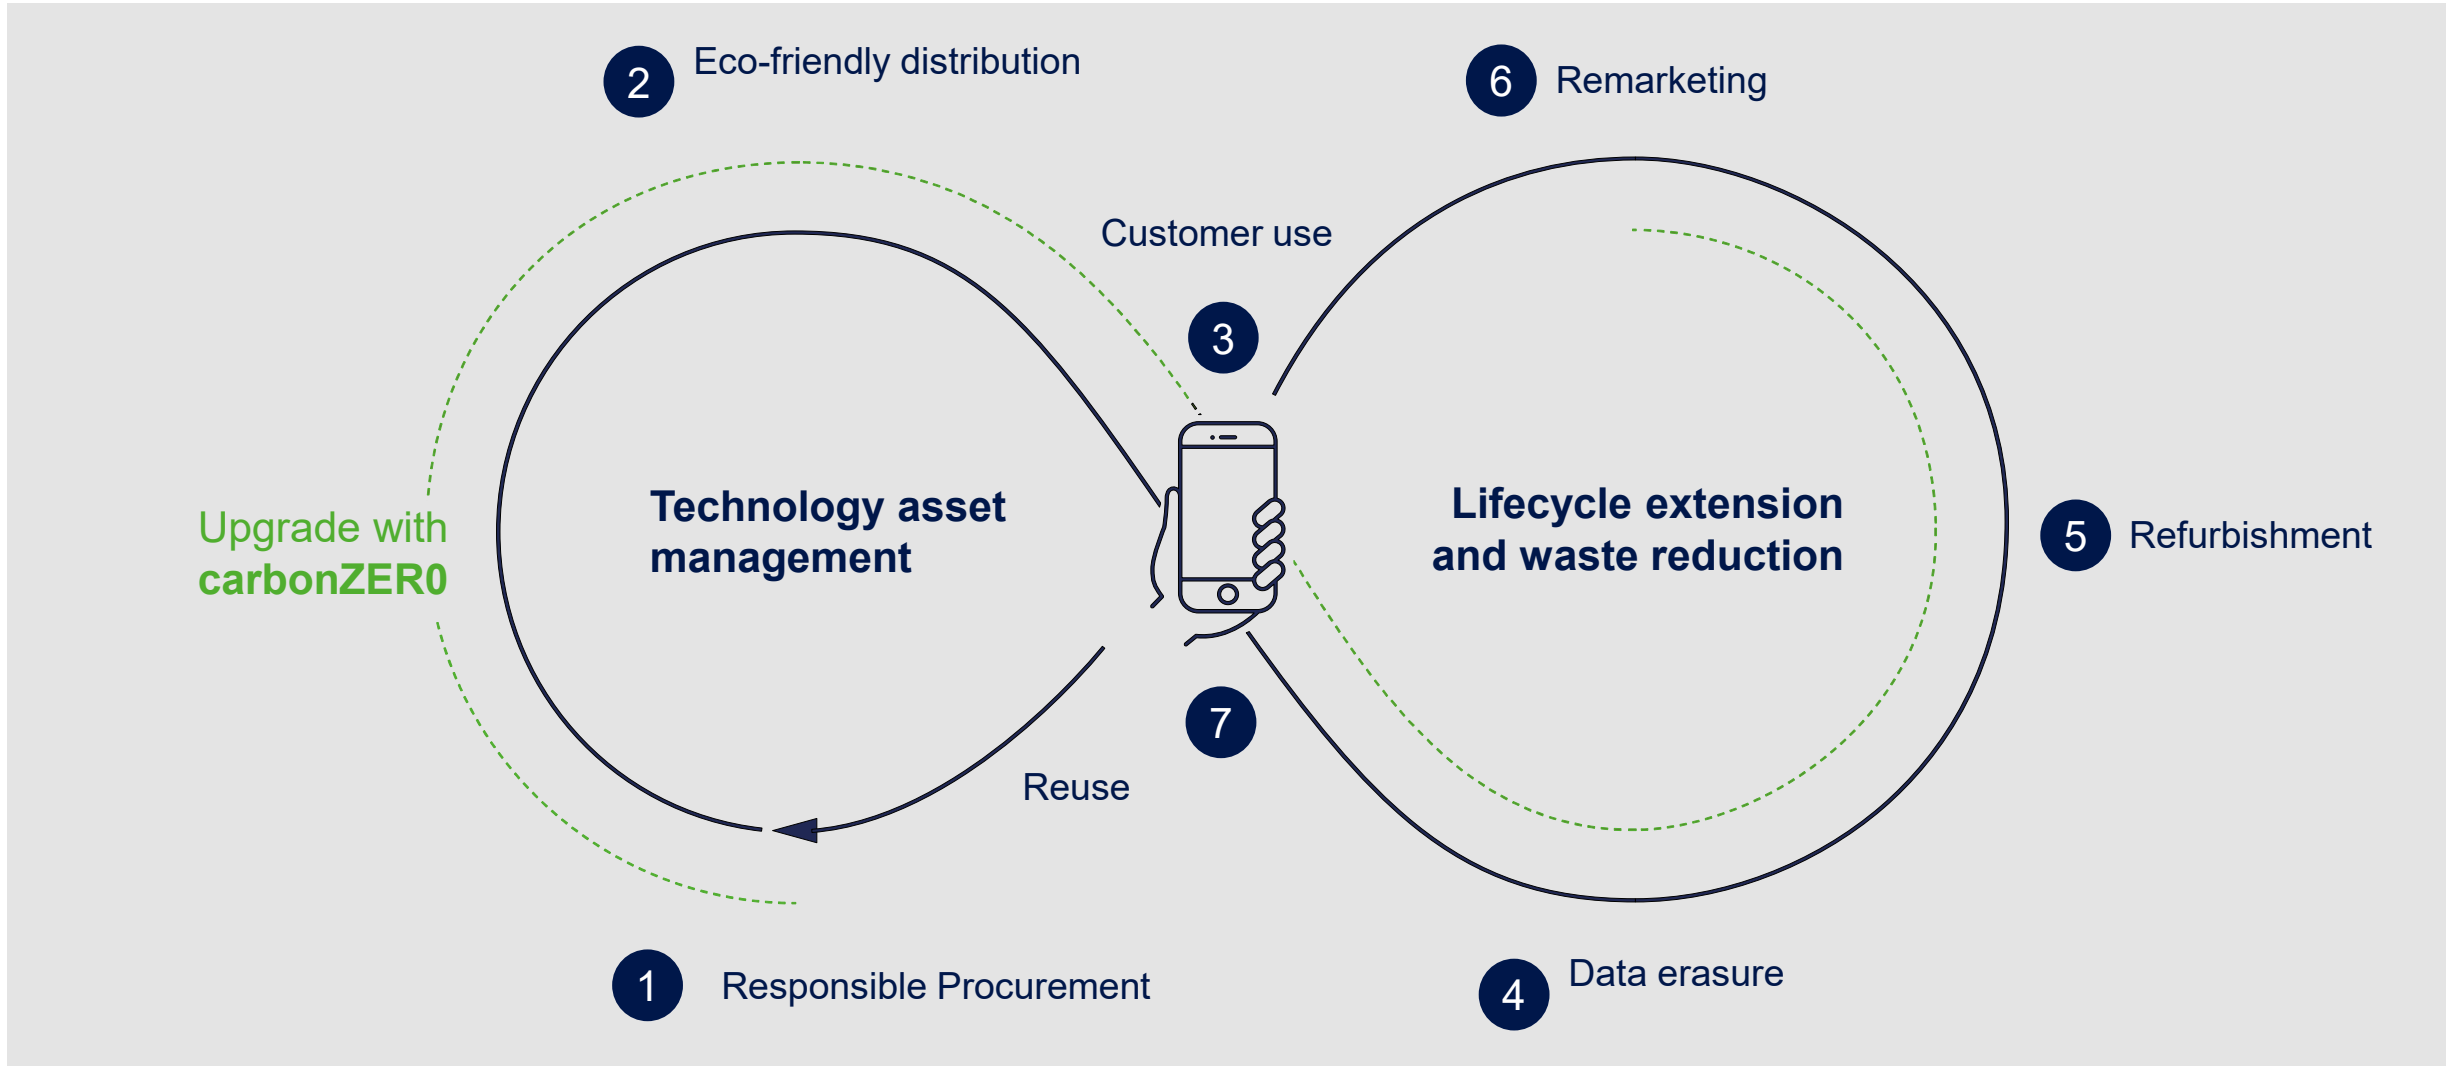 2 Eco-friendly distribution
6 Remarketing
Customer use
3
Upgrade with
carbonZER0
Technology asset
management
Lifecycle extension
and waste reduction
5 Refurbishment
7
Reuse
1 Responsible Procurement
4 Data erasure